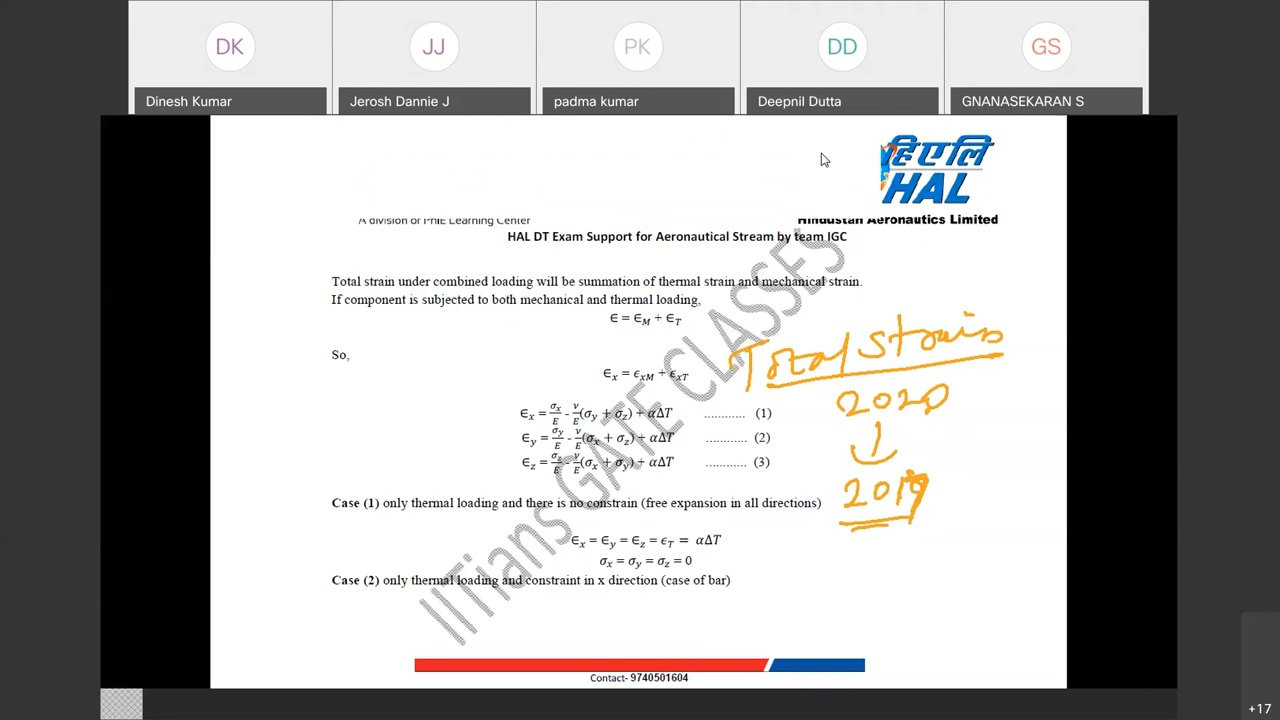 DK JJ PK DD GS
Dinesh Kumar Jerosh Dannie J padma kumar Deepnil Dutta GNANASEKARAN S
हिएलि
HAL
A division of PHIE Learning Center Hindustan Aeronautics Limited
HAL DT Exam Support for Aeronautical Stream by team IGC
Total strain under combined loading will be summation of thermal strain and mechanical strain.
If component is subjected to both mechanical and thermal loading,
∈ = ∈M + ∈T
Total Strain
So,
∈x = ϵxM + ϵxT
2020
∈x = σx/E - ν/E(σy + σz) + αΔT ............ (1)
∈y = σy/E - ν/E(σx + σz) + αΔT ............ (2)
∈z = σz/E - ν/E(σx + σy) + αΔT ............ (3)
2019
Case (1) only thermal loading and there is no constrain (free expansion in all directions)
∈x = ∈y = ∈z = ϵT = αΔT
σx = σy = σz = 0
Case (2) only thermal loading and constraint in x direction (case of bar)
IITians GATE CLASSES
Contact- 9740501604
+17